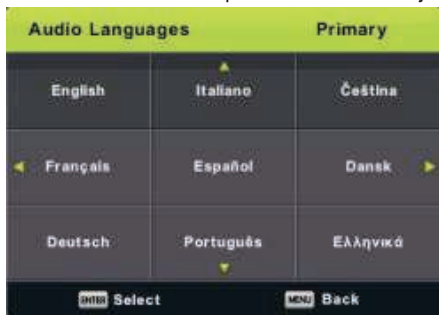 Audio Languages Primary
English Italiano Čeština
Français Español Dansk
Deutsch Português Ελληνικά
ENTER Select MENU Back